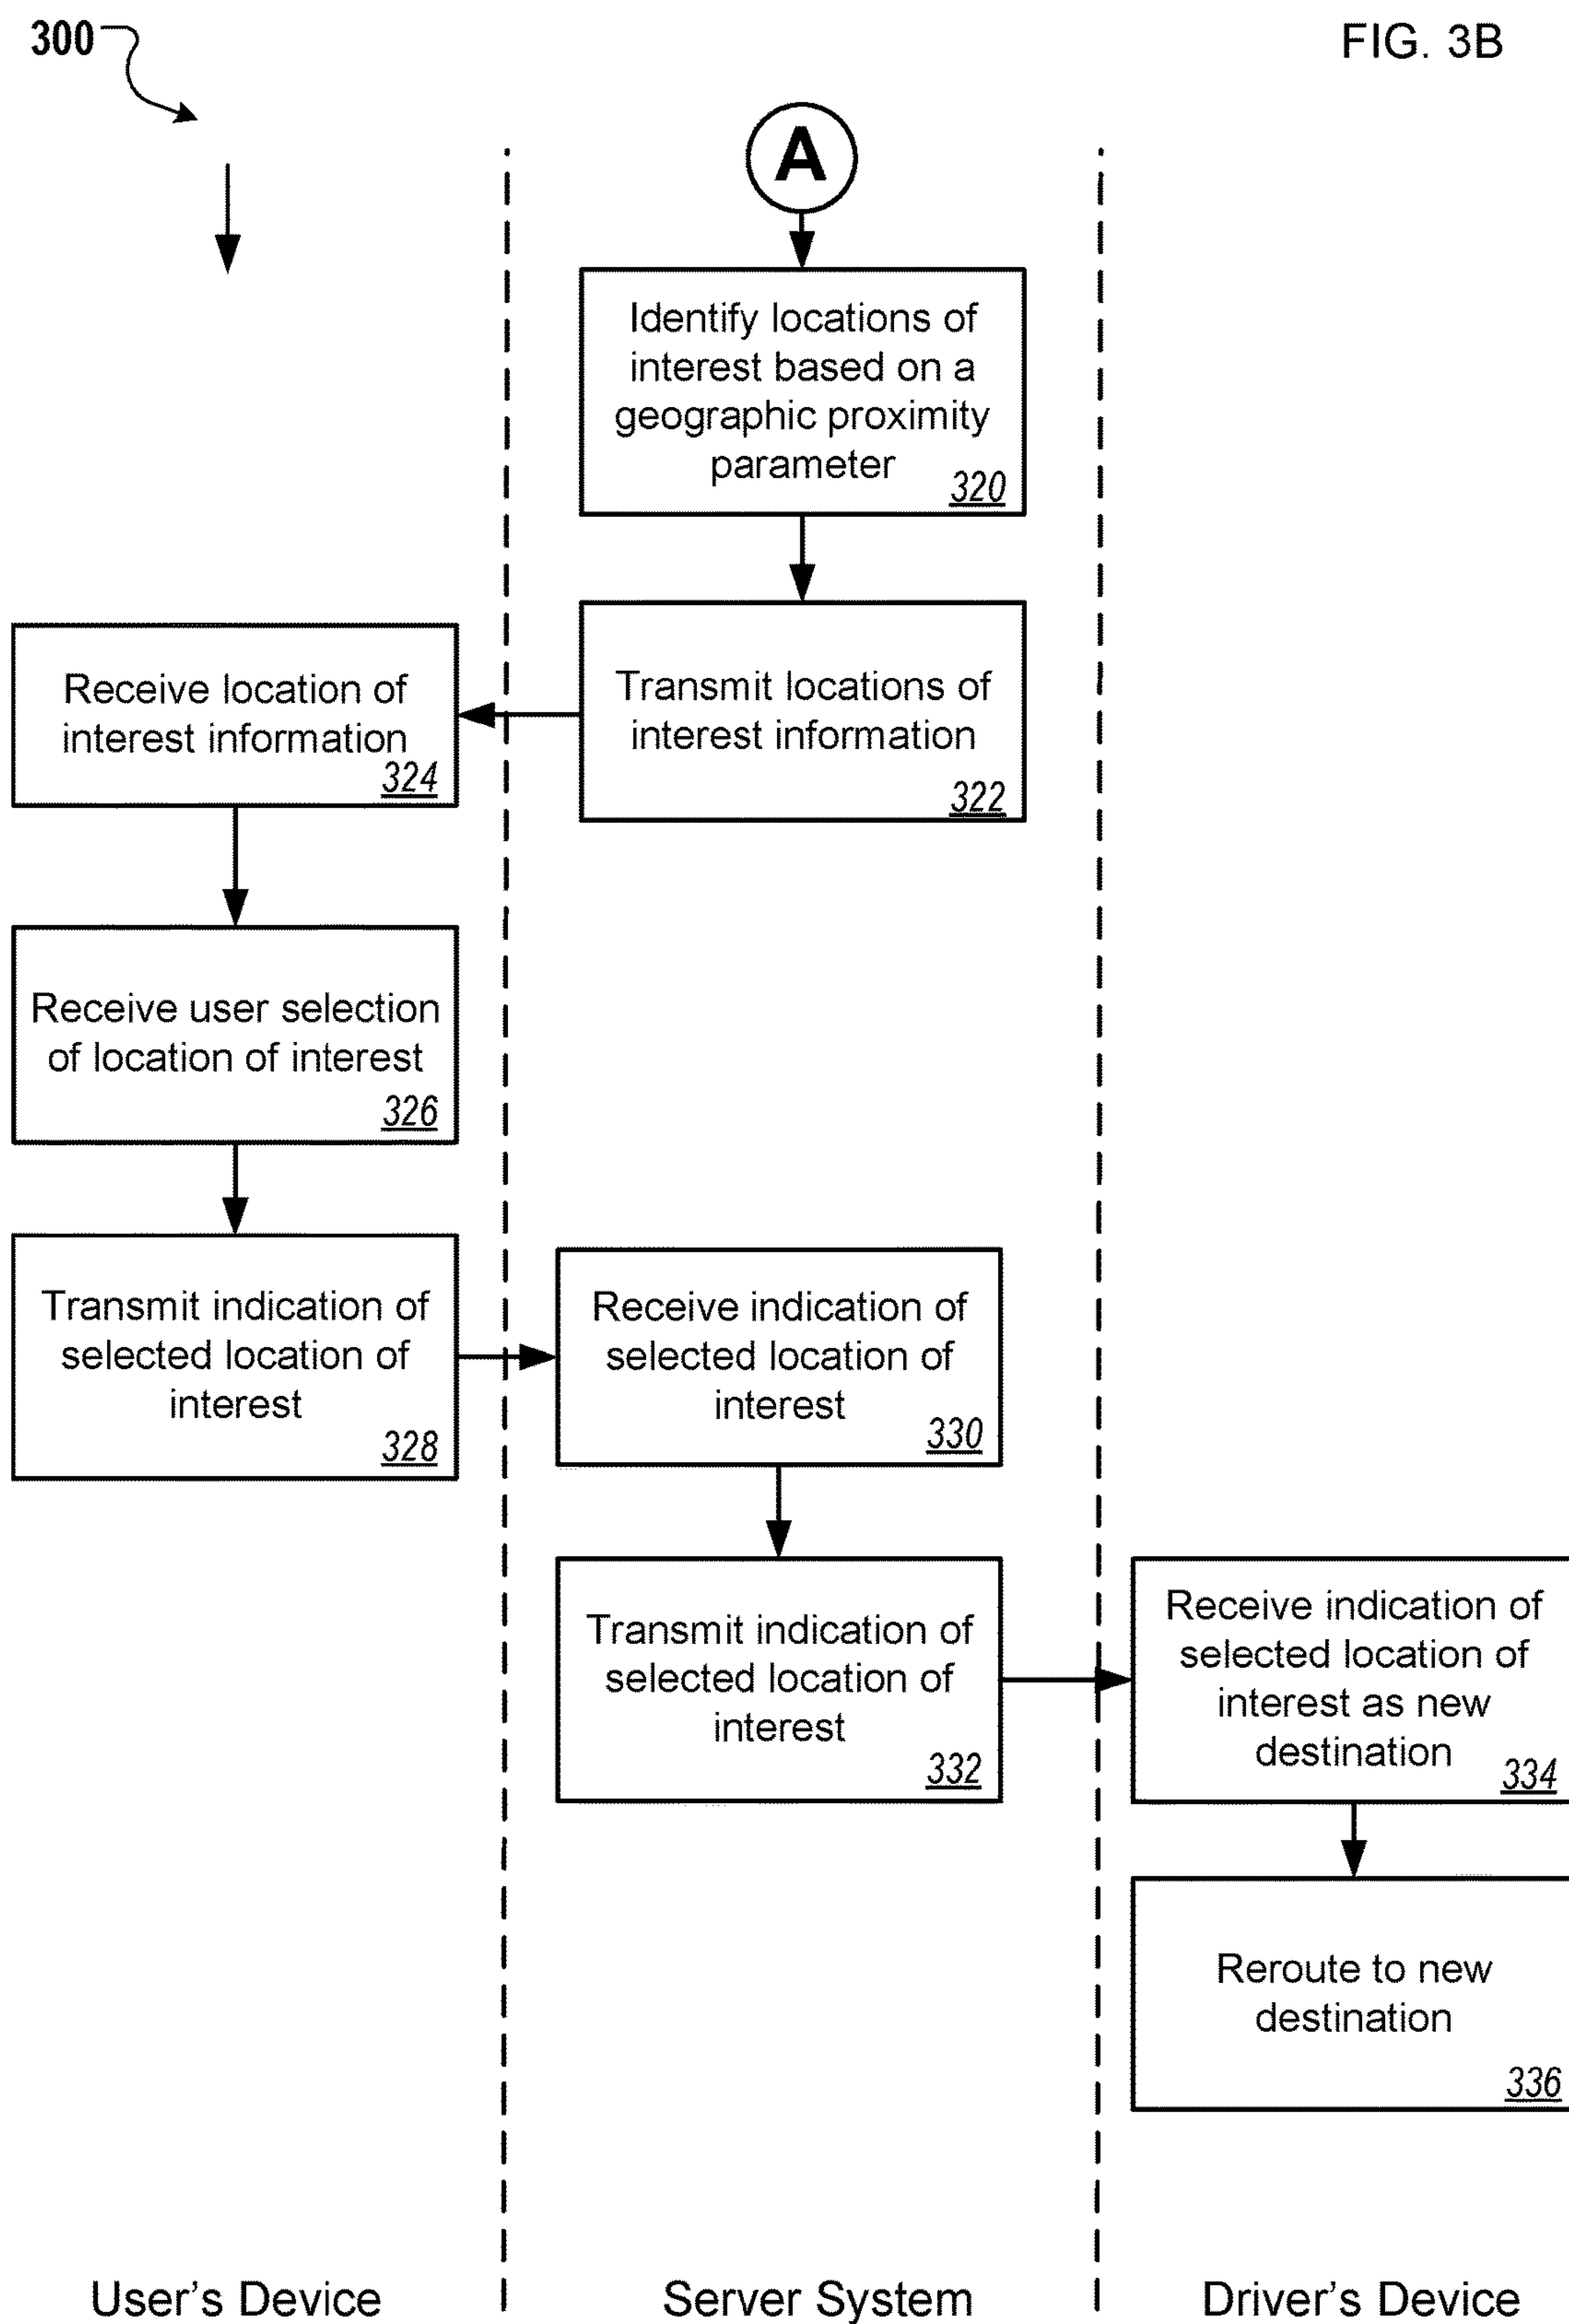 300
FIG. 3B
A
Identify locations of
interest based on a
geographic proximity
parameter
320
Transmit locations of
interest information
322
Receive location of
interest information
324
Receive user selection
of location of interest
326
Transmit indication of
selected location of
interest
328
Receive indication of
selected location of
interest
330
Transmit indication of
selected location of
interest
332
Receive indication of
selected location of
interest as new
destination
334
Reroute to new
destination
336
User's Device
Server System
Driver's Device